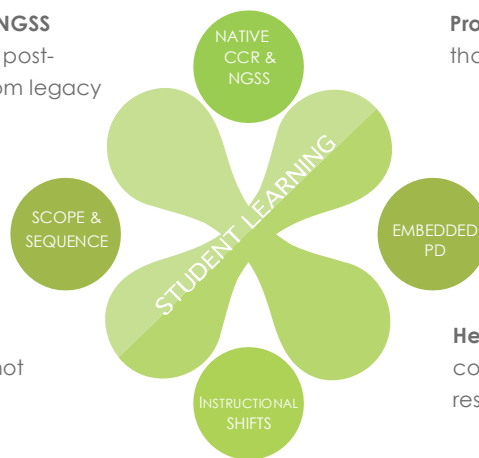 NGSS
post-
om legacy
NATIVE
CCR &
NGSS
Pro
SCOPE &
SEQUENCE
STUDENT LEARNING
EMBEDDED
PD
not
He
co
res
INSTRUCTIONAL
SHIFTS